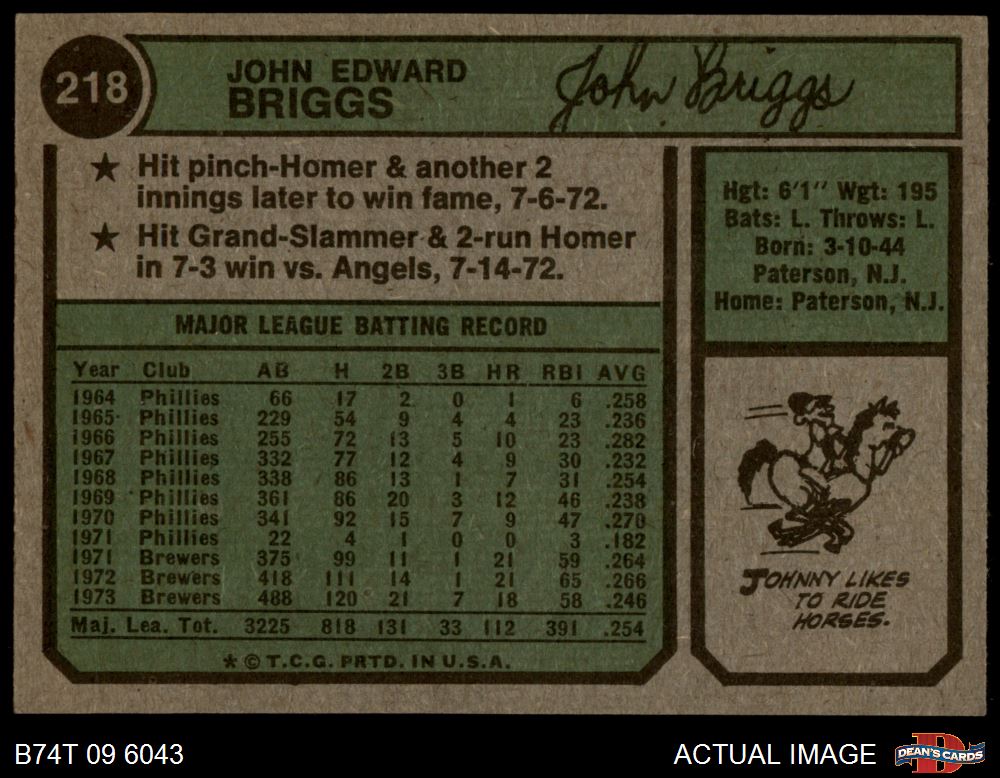 218
JOHN EDWARD
BRIGGS
John Briggs
★ Hit pinch-Homer & another 2
innings later to win fame, 7-6-72.
★ Hit Grand-Slammer & 2-run Homer
in 7-3 win vs. Angels, 7-14-72.
MAJOR LEAGUE BATTING RECORD
Year Club AB H 2B 3B HR RBI AVG
1964 Phillies 66 17 2 0 1 6 .258
1965 Phillies 229 54 9 4 4 23 .236
1966 Phillies 255 72 13 5 10 23 .282
1967 Phillies 332 77 12 4 9 30 .232
1968 Phillies 338 86 13 1 7 31 .254
1969 Phillies 361 86 20 3 12 46 .238
1970 Phillies 341 92 15 7 9 47 .270
1971 Phillies 22 4 1 0 0 3 .182
1971 Brewers 375 99 11 1 21 59 .264
1972 Brewers 418 111 14 1 21 65 .266
1973 Brewers 488 120 21 7 18 58 .246
Maj. Lea. Tot. 3225 818 131 33 112 391 .254
★ © T.C.G. PRTD. IN U.S.A.
Hgt: 6'1" Wgt: 195
Bats: L. Throws: L.
Born: 3-10-44
Paterson, N.J.
Home: Paterson, N.J.
JOHNNY LIKES
TO RIDE
HORSES.
B74T 09 6043
ACTUAL IMAGE
D
DEAN'S CARDS